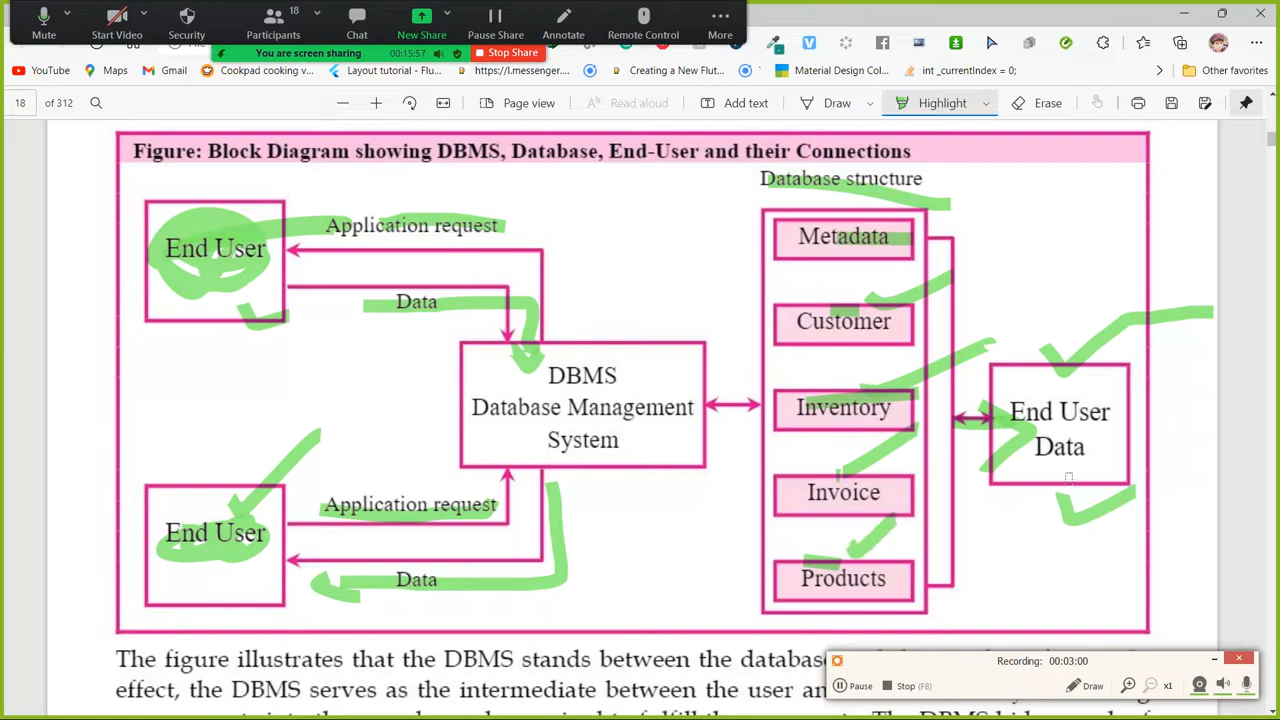 18
Mute
Start Video
Security
Participants
Chat
New Share
Pause Share
Annotate
Remote Control
More
You are screen sharing
00:15:57
Stop Share
YouTube
Maps
Gmail
Cookpad cooking v...
Layout tutorial - Flu...
https://l.messenger...
Creating a New Flut...
Material Design Col...
int _currentIndex = 0;
Other favorites
18 of 312
Page view
Read aloud
Add text
Draw
Highlight
Erase
Figure: Block Diagram showing DBMS, Database, End-User and their Connections
Database structure
End User
Application request
Data
Metadata
Customer
DBMS
Database Management
System
Inventory
End User
Data
Invoice
End User
Application request
Data
Products
The figure illustrates that the DBMS stands between the database
effect, the DBMS serves as the intermediate between the user an
Recording: 00:03:00
Pause
Stop (F8)
Draw
x1